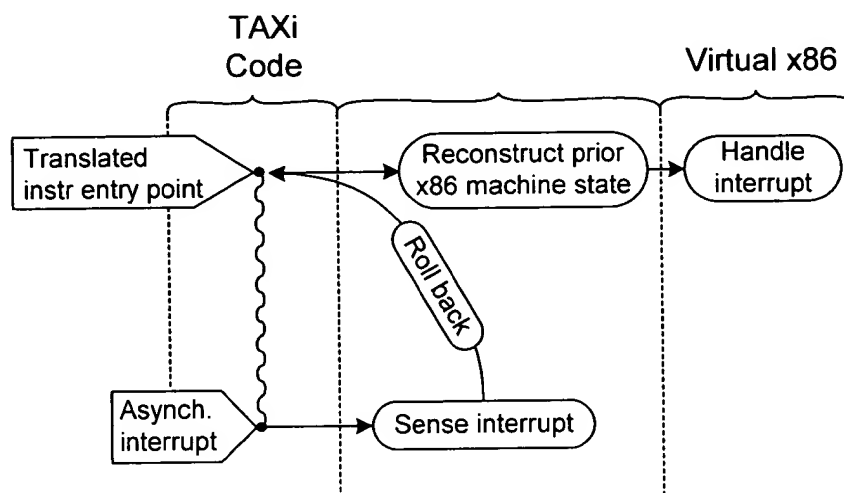 TAXi
Code
Virtual x86
Translated
instr entry point
Reconstruct prior
x86 machine state
Handle
interrupt
Roll back
Asynch.
interrupt
Sense interrupt